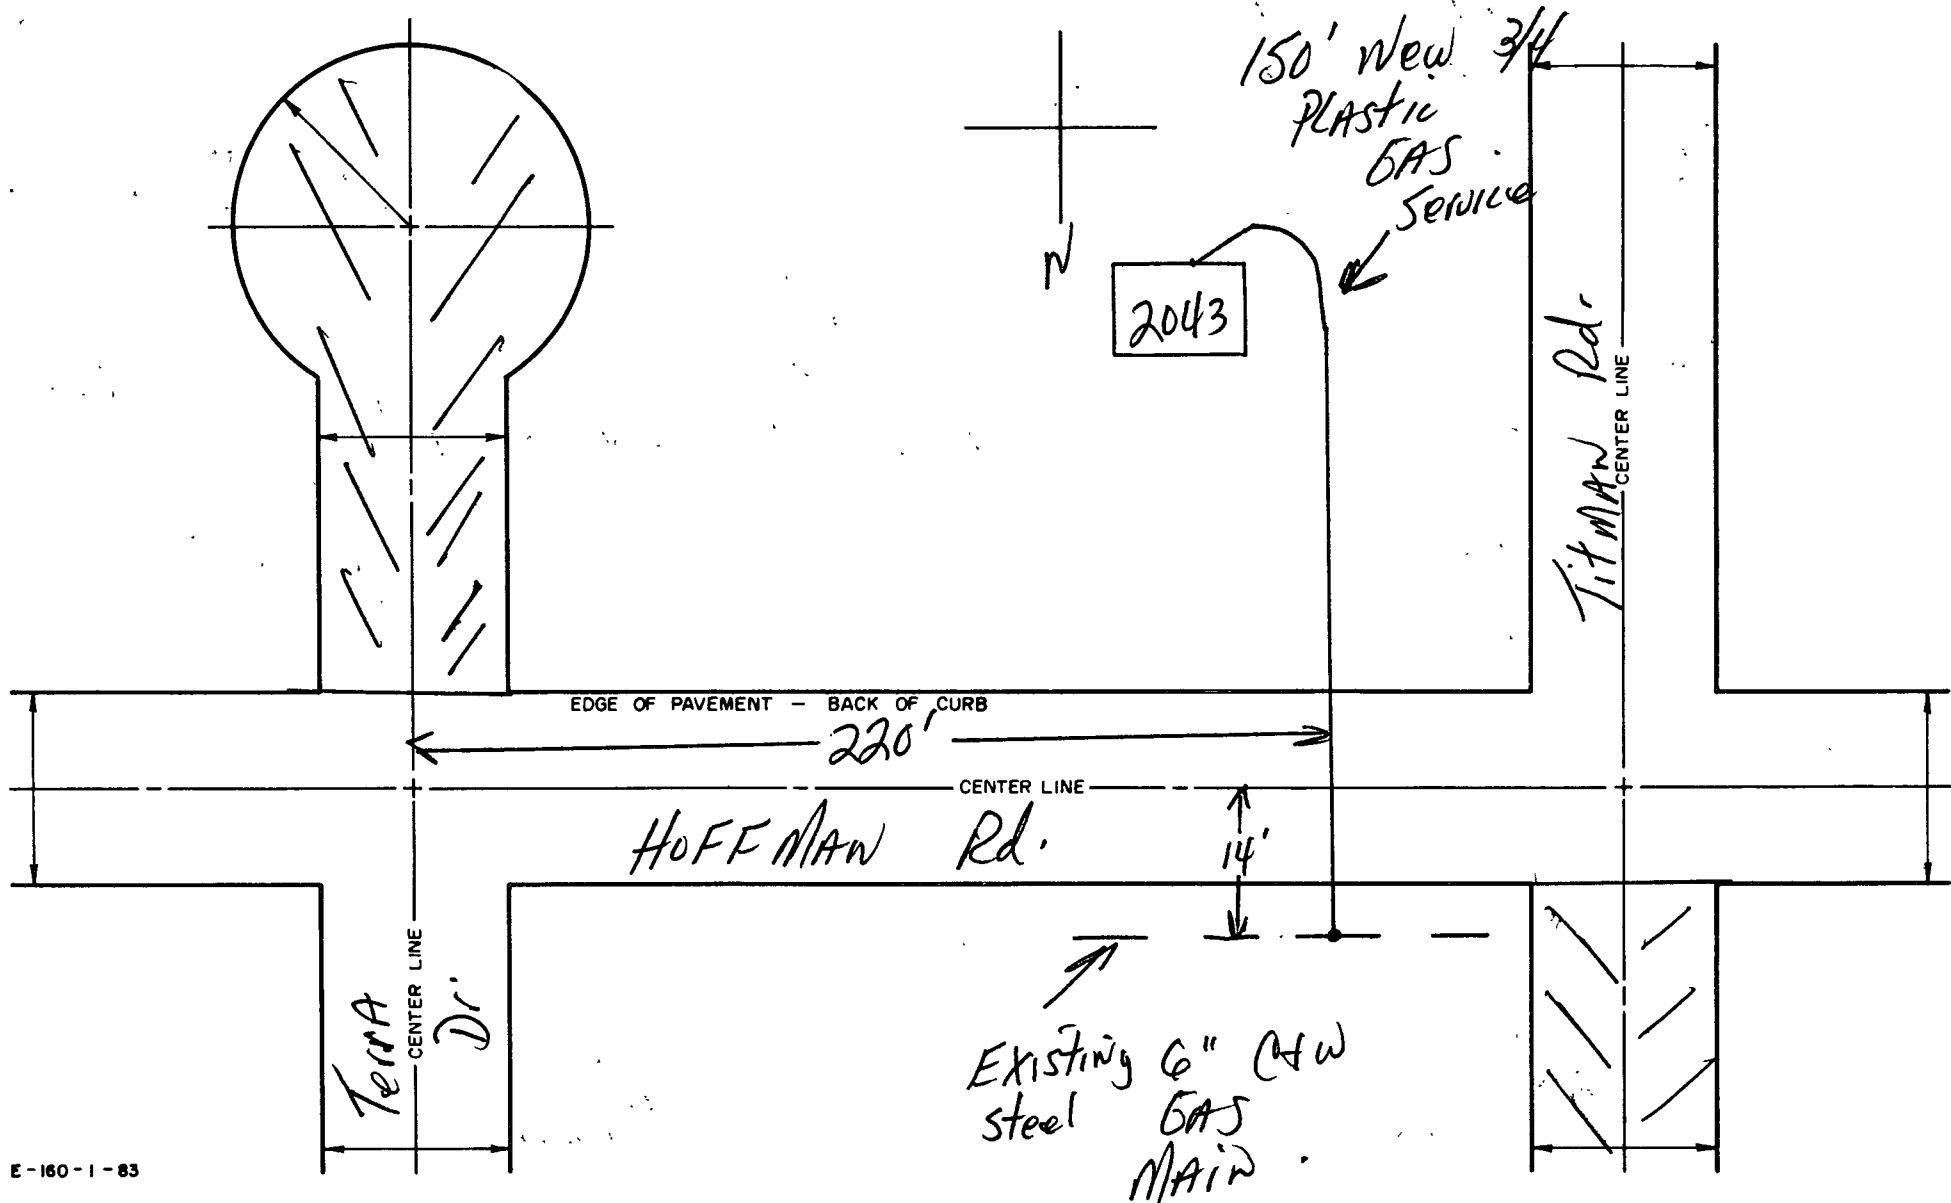 150' New 3/4
Plastic
GAS
Service
N
2043
Titman Rd.
CENTER LINE
EDGE OF PAVEMENT — BACK OF CURB
220'
CENTER LINE
HOFFMAN Rd.
14'
Terra
CENTER LINE
Dr.
Existing 6" C+W
steel GAS
MAIN.
E-160-1-83